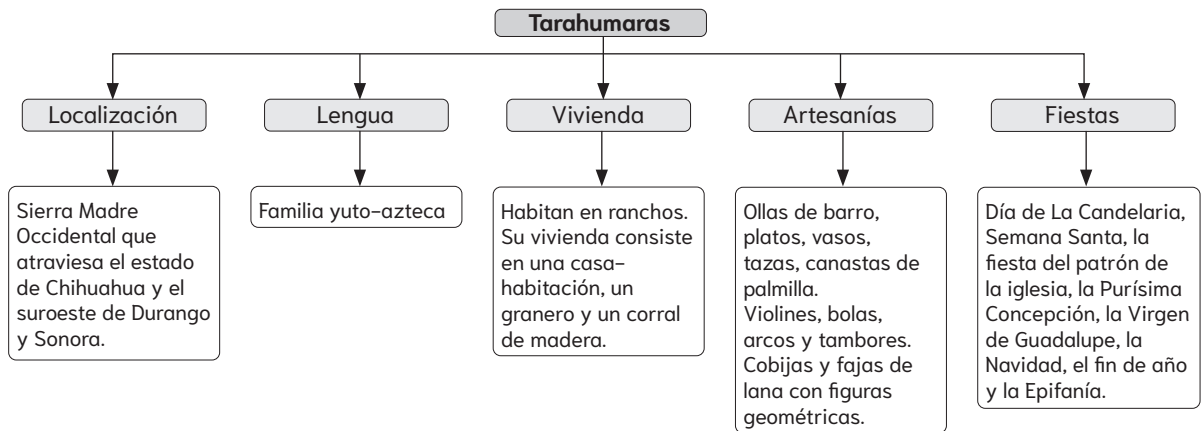 Tarahumaras
Localización
Lengua
Vivienda
Artesanías
Fiestas
Sierra Madre
Occidental que
atraviesa el estado
de Chihuahua y el
suroeste de Durango
y Sonora.
Familia yuto-azteca
Habitan en ranchos.
Su vivienda consiste
en una casa-
habitación, un
granero y un corral
de madera.
Ollas de barro,
platos, vasos,
tazas, canastas de
palmilla.
Violines, bolas,
arcos y tambores.
Cobijas y fajas de
lana con figuras
geométricas.
Día de La Candelaria,
Semana Santa, la
fiesta del patrón de
la iglesia, la Purísima
Concepción, la Virgen
de Guadalupe, la
Navidad, el fin de año
y la Epifanía.